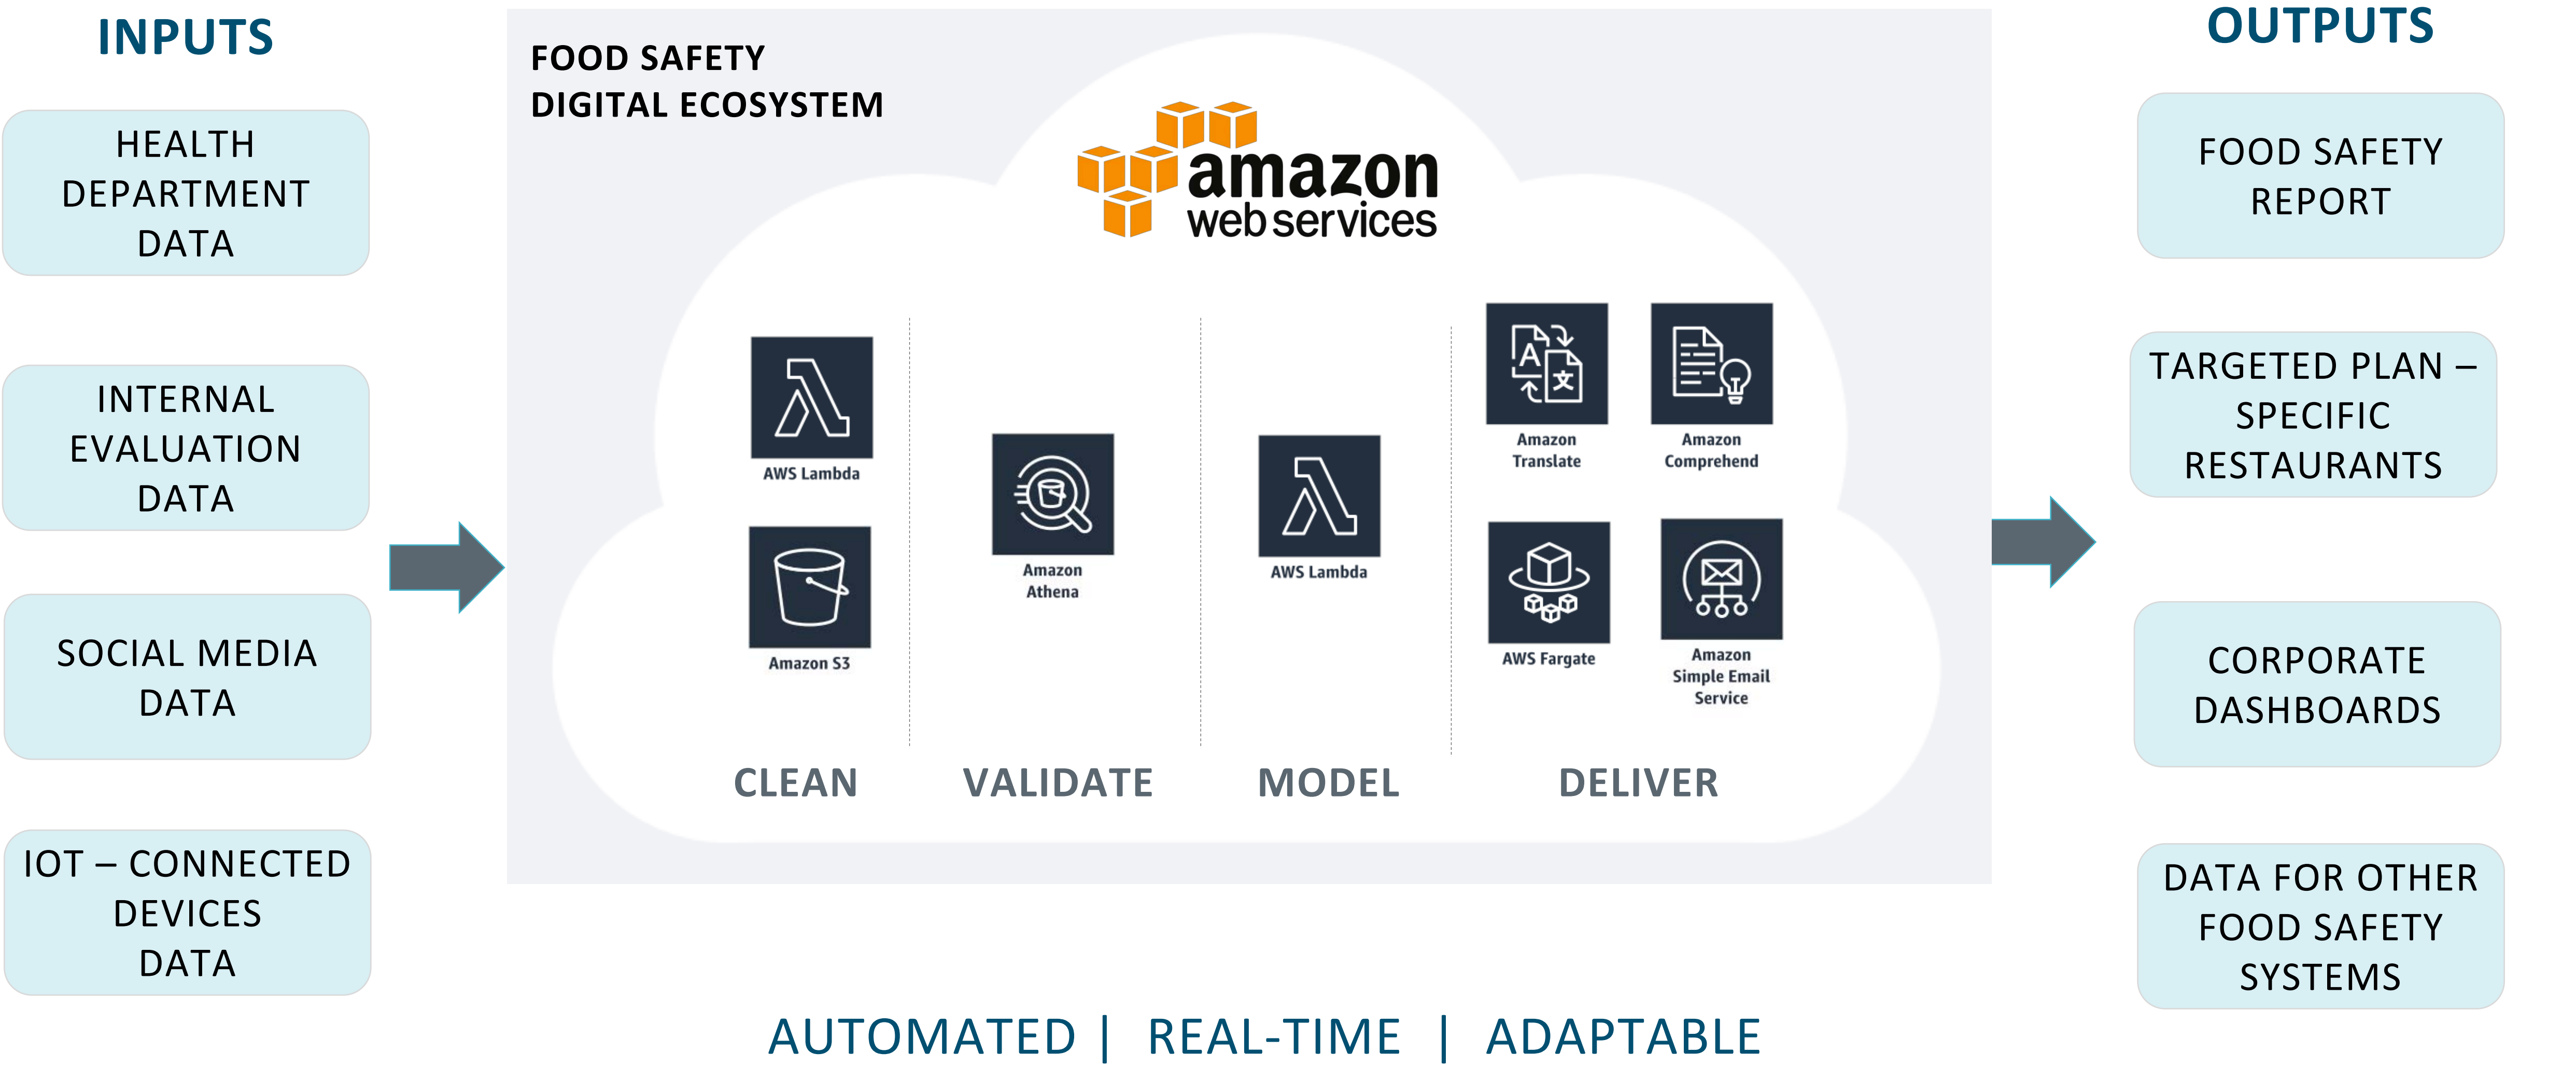 INPUTS
HEALTH
DEPARTMENT
DATA
INTERNAL
EVALUATION
DATA
SOCIAL MEDIA
DATA
IOT – CONNECTED
DEVICES
DATA
FOOD SAFETY
DIGITAL ECOSYSTEM
amazon
web services
AWS Lambda
Amazon S3
CLEAN
Amazon
Athena
VALIDATE
AWS Lambda
MODEL
A
文
Amazon
Translate
Amazon
Comprehend
AWS Fargate
Amazon
Simple Email
Service
DELIVER
OUTPUTS
FOOD SAFETY
REPORT
TARGETED PLAN –
SPECIFIC
RESTAURANTS
CORPORATE
DASHBOARDS
DATA FOR OTHER
FOOD SAFETY
SYSTEMS
AUTOMATED | REAL-TIME | ADAPTABLE